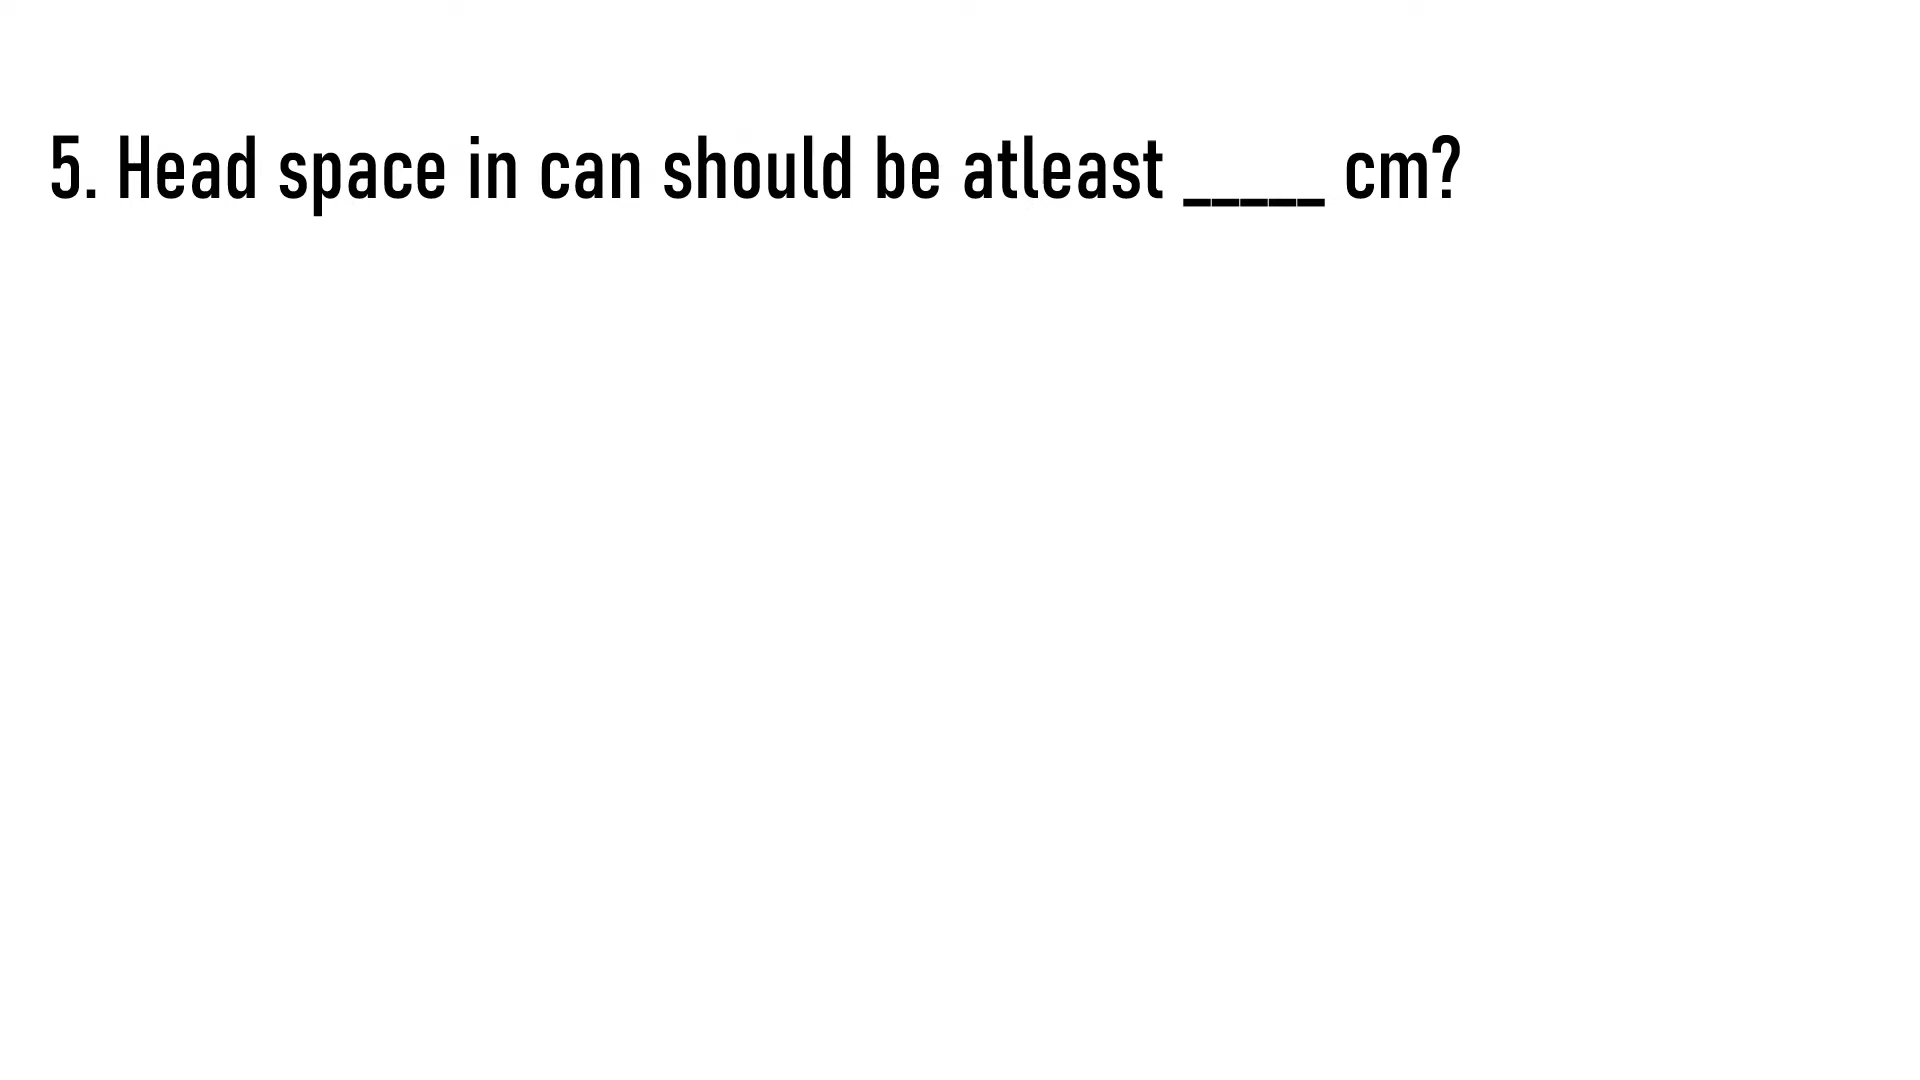 5. Head space in can should be atleast _____ cm?